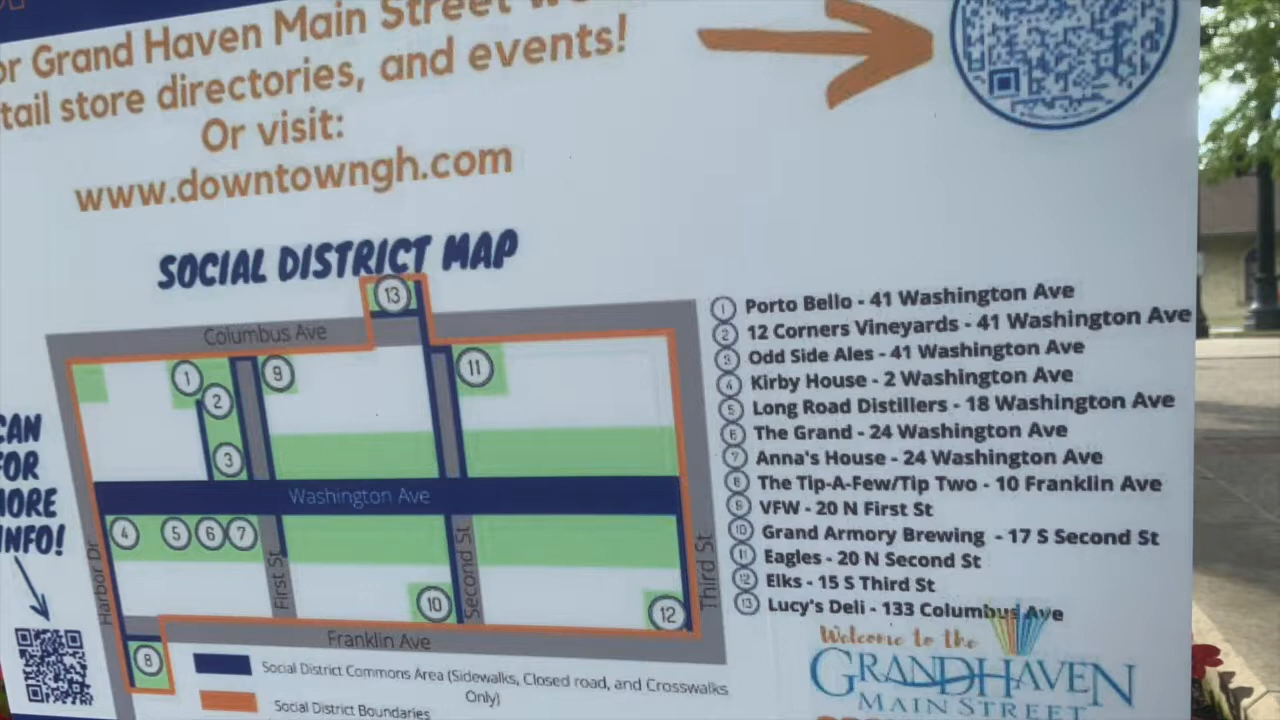 or Grand Haven Main Street
tail store directories, and events!
Or visit:
www.downtowngh.com
SOCIAL DISTRICT MAP
13
Columbus Ave
1
2
3
9
11
Washington Ave
4
5
6
7
10
12
8
Harbor Dr
First St
Second St
Third St
Franklin Ave
1 Porto Bello - 41 Washington Ave
2 12 Corners Vineyards - 41 Washington Ave
3 Odd Side Ales - 41 Washington Ave
4 Kirby House - 2 Washington Ave
5 Long Road Distillers - 18 Washington Ave
6 The Grand - 24 Washington Ave
7 Anna's House - 24 Washington Ave
8 The Tip-A-Few/Tip Two - 10 Franklin Ave
9 VFW - 20 N First St
10 Grand Armory Brewing - 17 S Second St
11 Eagles - 20 N Second St
12 Elks - 15 S Third St
13 Lucy's Deli - 133 Columbus Ave
CAN
FOR
MORE
INFO!
Social District Commons Area (Sidewalks, Closed road, and Crosswalks
Only)
Social District Boundaries
Welcome to the
GRAND HAVEN
MAIN STREET